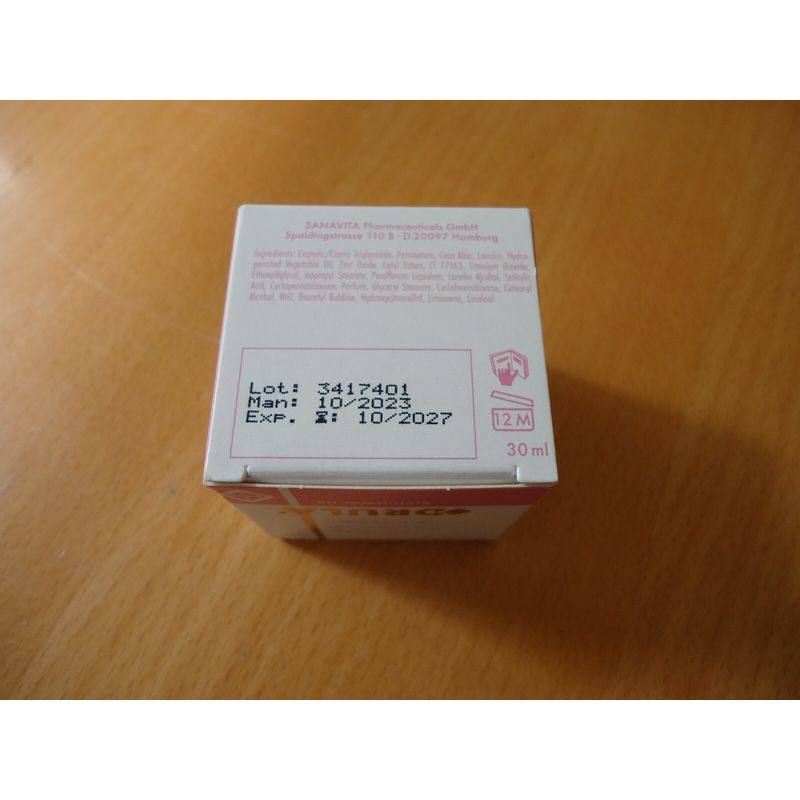 SANAVITA Pharmaceuticals GmbH
Spaldingstrasse 110 B · D-20097 Hamburg
Ingredients: Caprylic/Capric Triglyceride, Petrolatum, Cera Alba, Lanolin, Hydro-
genated Vegetable Oil, Zinc Oxide, Cetyl Esters, CI 77163, Titanium Dioxide,
Ethoxydiglycol, Isopropyl Stearate, Paraffinum Liquidum, Lanolin Alcohol, Salicylic
Acid, Cyclopentasiloxane, Parfum, Glyceryl Stearate, Cyclohexasiloxane, Cetearyl
Alcohol, BHT, Diacetyl Boldine, Hydroxycitronellal, Limonene, Linalool
Lot: 3417401
Man: 10/2023
Exp. ⌛: 10/2027
12 M
30 ml
BLEICHWACHS
DRULA